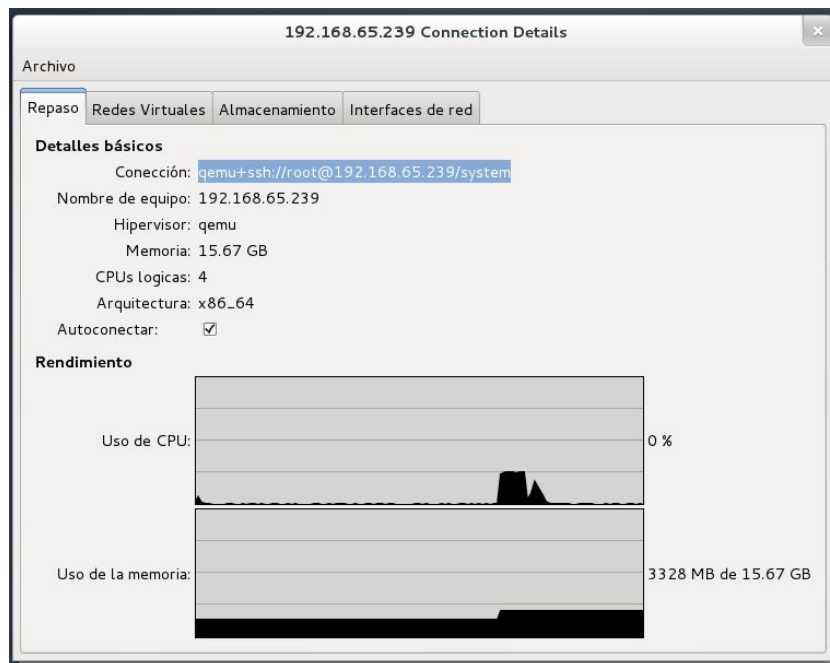 192.168.65.239 Connection Details
x
Archivo
Repaso Redes Virtuales Almacenamiento Interfaces de red
Detalles básicos
Conección: qemu+ssh://root@192.168.65.239/system
Nombre de equipo: 192.168.65.239
Hipervisor: qemu
Memoria: 15.67 GB
CPUs logicas: 4
Arquitectura: x86_64
Autoconectar:
Rendimiento
Uso de CPU: 0 %
Uso de la memoria: 3328 MB de 15.67 GB